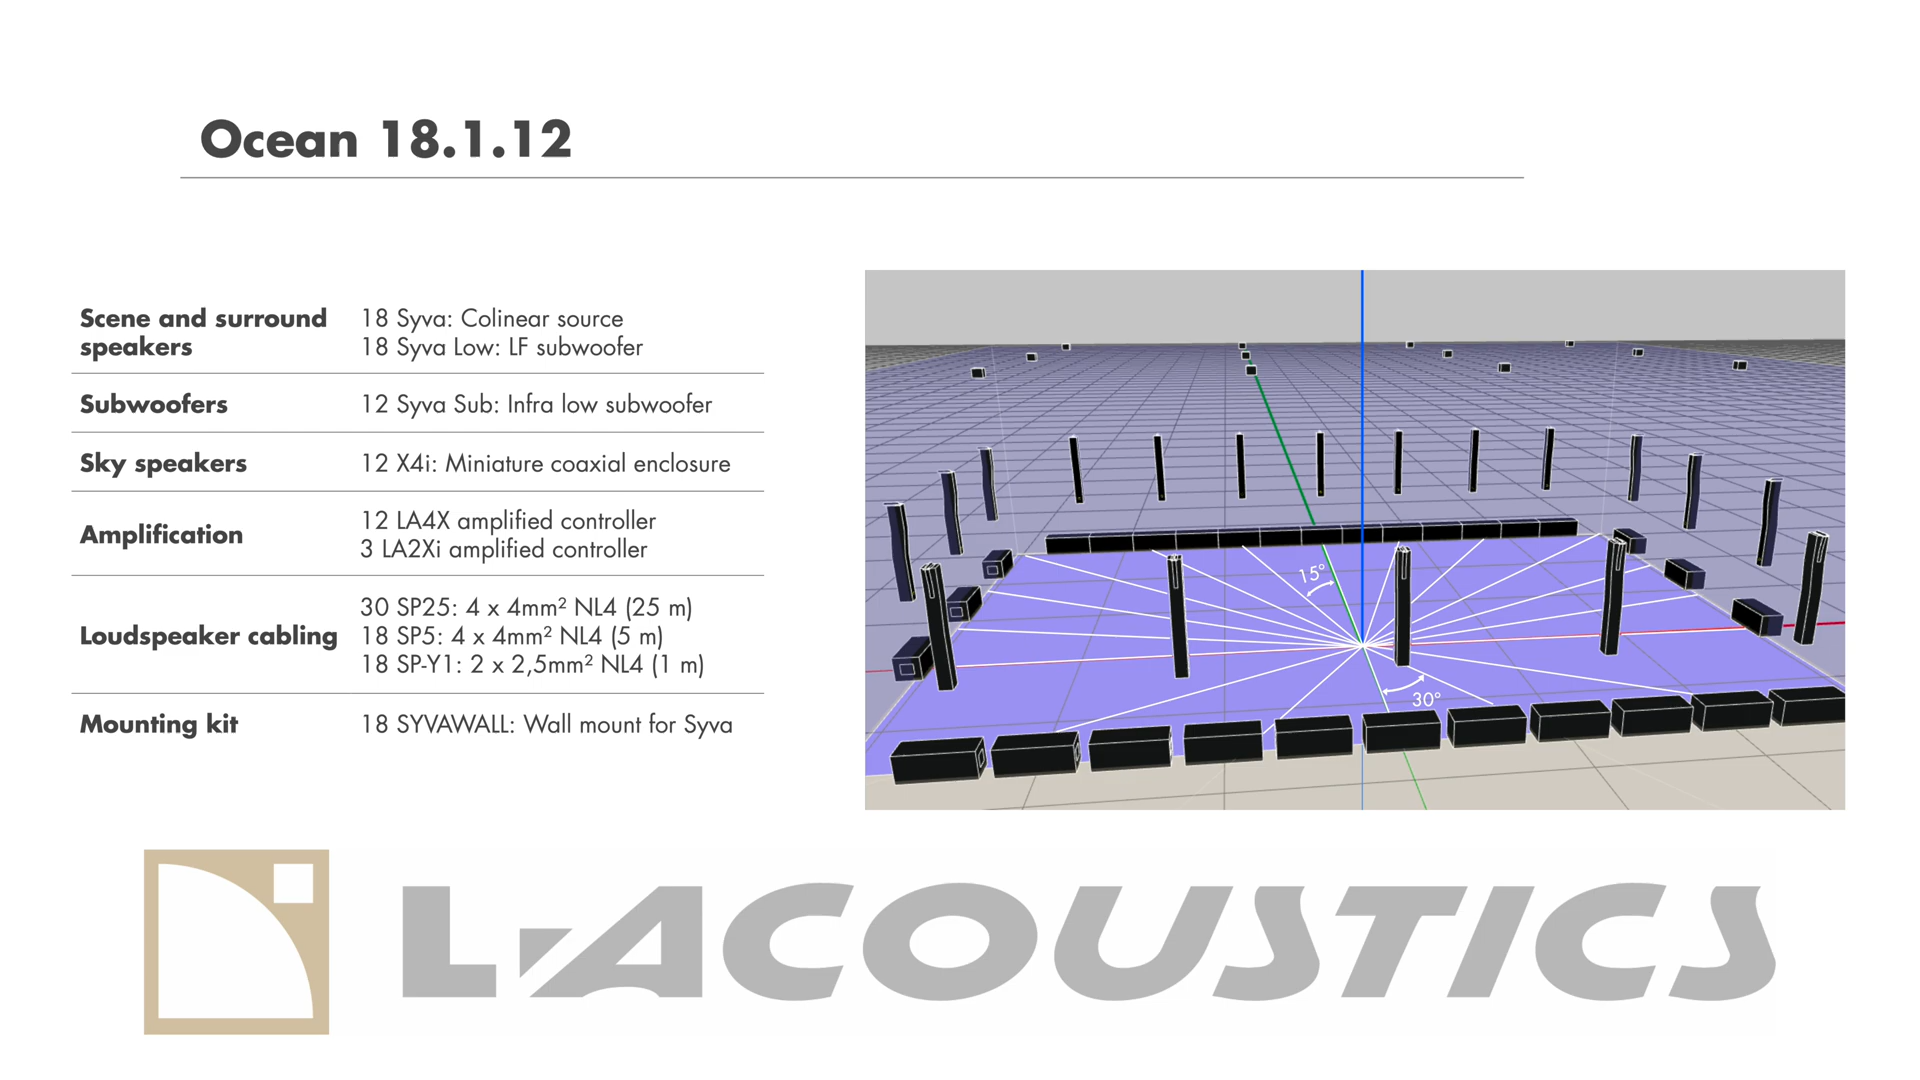 Ocean 18.1.12
Scene and surround speakers
18 Syva: Colinear source
18 Syva Low: LF subwoofer
Subwoofers
12 Syva Sub: Infra low subwoofer
Sky speakers
12 X4i: Miniature coaxial enclosure
Amplification
12 LA4X amplified controller
3 LA2Xi amplified controller
Loudspeaker cabling
30 SP25: 4 x 4mm² NL4 (25 m)
18 SP5: 4 x 4mm² NL4 (5 m)
18 SP-Y1: 2 x 2,5mm² NL4 (1 m)
Mounting kit
18 SYVAWALL: Wall mount for Syva
15°
30°
L-ACOUSTICS